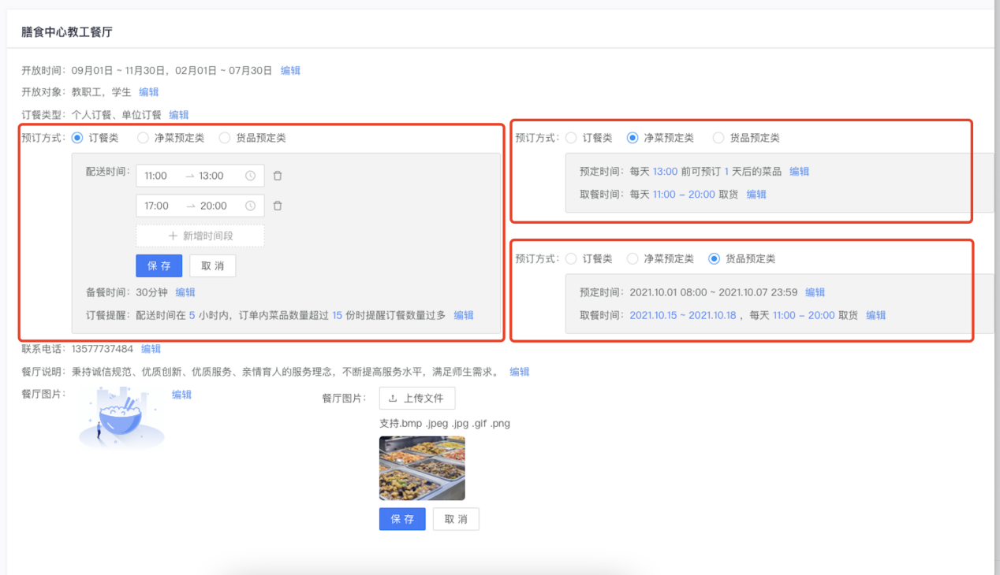 膳食中心教工餐厅
开放时间：09月01日 ~ 11月30日，02月01日 ~ 07月30日 编辑
开放对象：教职工，学生 编辑
订餐类型：个人订餐、单位订餐 编辑
预订方式： 订餐类 净菜预定类 货品预定类
配送时间： 11:00 → 13:00
17:00 → 20:00
+ 新增时间段
保存 取消
备餐时间：30分钟 编辑
订餐提醒：配送时间在 5 小时内，订单内菜品数量超过 15 份时提醒订餐数量过多 编辑
预订方式： 订餐类 净菜预定类 货品预定类
预定时间：每天 13:00 前可预订 1 天后的菜品 编辑
取餐时间：每天 11:00 – 20:00 取货 编辑
预订方式： 订餐类 净菜预定类 货品预定类
预定时间：2021.10.01 08:00 ~ 2021.10.07 23:59 编辑
取餐时间：2021.10.15 ~ 2021.10.18 ，每天 11:00 – 20:00 取货 编辑
联系电话：13577737484 编辑
餐厅说明：秉持诚信规范、优质创新、优质服务、亲情育人的服务理念，不断提高服务水平，满足师生需求。 编辑
餐厅图片： 编辑
餐厅图片： 上传文件
支持.bmp .jpeg .jpg .gif .png
保存 取消